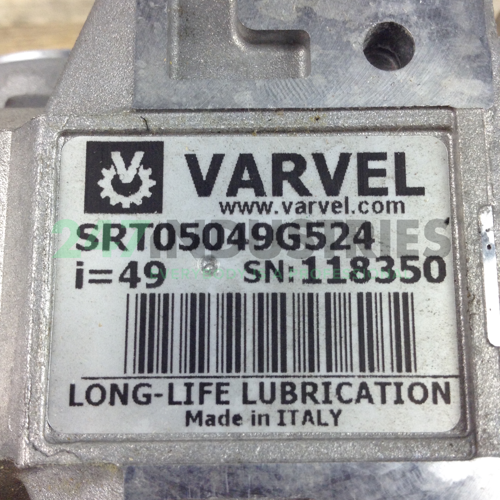 VARVEL
www.varvel.com
SRT05049G524
i=49 SN:118350
LONG-LIFE LUBRICATION
Made in ITALY